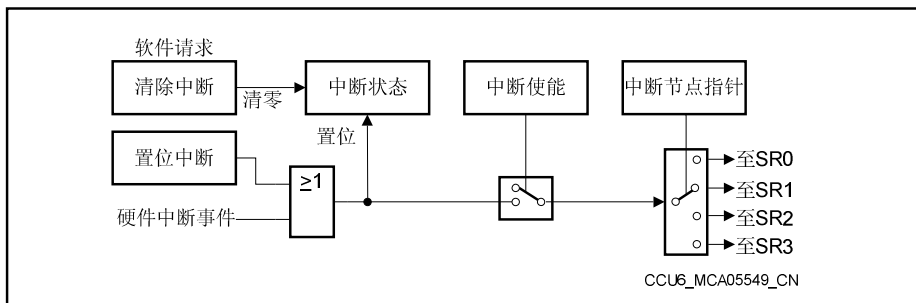 软件请求
清除中断
清零
中断状态
中断使能
中断节点指针
置位
置位中断
≥1
硬件中断事件
至SR0
至SR1
至SR2
至SR3
CCU6_MCA05549_CN